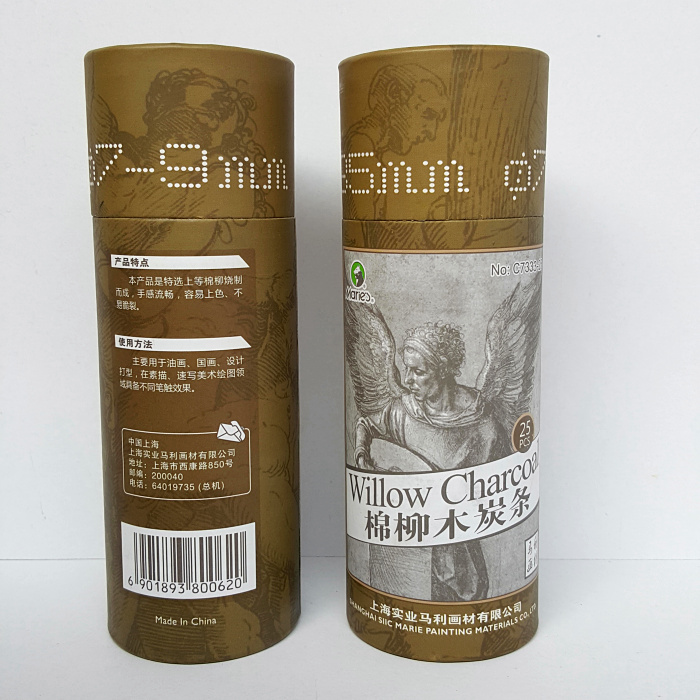 φ7-9mm
产品特点
本产品是特选上等棉柳烧制
而成，手感流畅，容易上色、不
易脆裂。
使用方法
主要用于油画、国画、设计
打型，在素描、速写美术绘图领
域具备不同笔触效果。
中国上海
上海实业马利画材有限公司
地址：上海市西康路850号
邮编：200040
电话：64019735 (总机)
6 901893 800620
Made In China
5mm φ7
Marie's
No: C7333-
25
PCS
Willow Charcoal
棉柳木炭条
上海实业马利画材有限公司
SHANGHAI SIIC MARIE PAINTING MATERIALS CO.,LTD